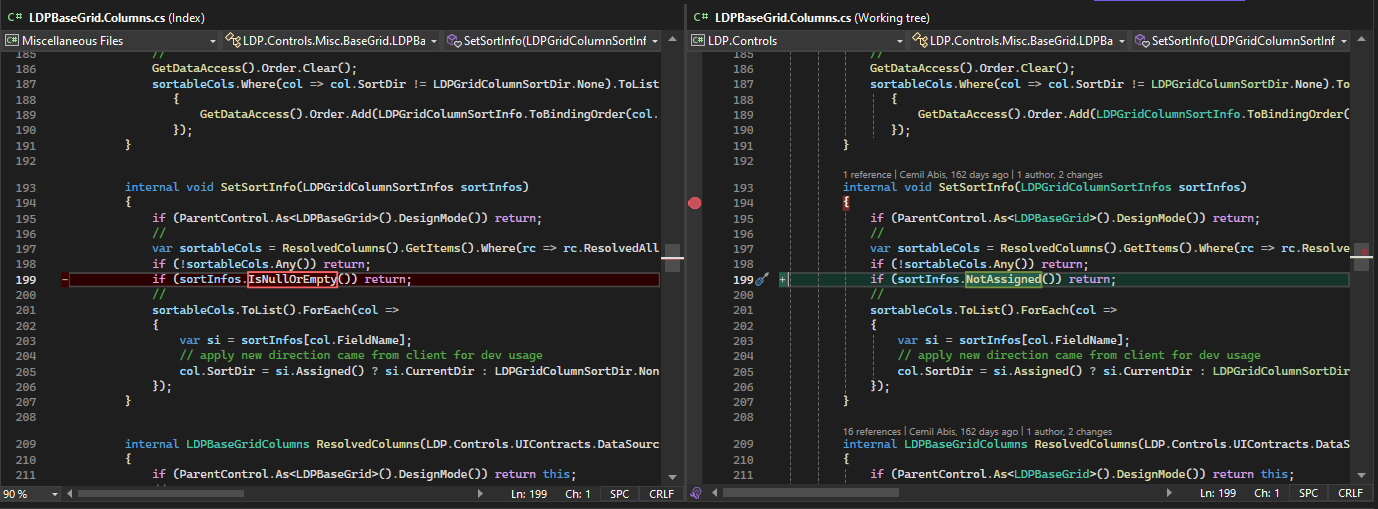 C# LDPBaseGrid.Columns.cs (Index)
Miscellaneous Files LDP.Controls.Misc.BaseGrid.LDPBa SetSortInfo(LDPGridColumnSortInf
185 //
186 GetDataAccess().Order.Clear();
187 sortableCols.Where(col => col.SortDir != LDPGridColumnSortDir.None).ToList
188 {
189 GetDataAccess().Order.Add(LDPGridColumnSortInfo.ToBindingOrder(col.
190 });
191 }
192
193 internal void SetSortInfo(LDPGridColumnSortInfos sortInfos)
194 {
195 if (ParentControl.As<LDPBaseGrid>().DesignMode()) return;
196 //
197 var sortableCols = ResolvedColumns().GetItems().Where(rc => rc.ResolvedAll
198 if (!sortableCols.Any()) return;
199 − if (sortInfos.IsNullOrEmpty()) return;
200 //
201 sortableCols.ToList().ForEach(col =>
202 {
203 var si = sortInfos[col.FieldName];
204 // apply new direction came from client for dev usage
205 col.SortDir = si.Assigned() ? si.CurrentDir : LDPGridColumnSortDir.Non
206 });
207 }
208
209 internal LDPBaseGridColumns ResolvedColumns(LDP.Controls.UIContracts.DataSourc
210 {
211 if (ParentControl.As<LDPBaseGrid>().DesignMode()) return this;
90 % Ln: 199 Ch: 1 SPC CRLF
C# LDPBaseGrid.Columns.cs (Working tree)
LDP.Controls LDP.Controls.Misc.BaseGrid.LDPBa SetSortInfo(LDPGridColumnSortInf
185 //
186 GetDataAccess().Order.Clear();
187 sortableCols.Where(col => col.SortDir != LDPGridColumnSortDir.None).To
188 {
189 GetDataAccess().Order.Add(LDPGridColumnSortInfo.ToBindingOrder(
190 });
191 }
192
1 reference | Cemil Abis, 162 days ago | 1 author, 2 changes
193 internal void SetSortInfo(LDPGridColumnSortInfos sortInfos)
194 {
195 if (ParentControl.As<LDPBaseGrid>().DesignMode()) return;
196 //
197 var sortableCols = ResolvedColumns().GetItems().Where(rc => rc.Resolve
198 if (!sortableCols.Any()) return;
199 + if (sortInfos.NotAssigned()) return;
200 //
201 sortableCols.ToList().ForEach(col =>
202 {
203 var si = sortInfos[col.FieldName];
204 // apply new direction came from client for dev usage
205 col.SortDir = si.Assigned() ? si.CurrentDir : LDPGridColumnSortDir
206 });
207 }
208
16 references | Cemil Abis, 162 days ago | 1 author, 2 changes
209 internal LDPBaseGridColumns ResolvedColumns(LDP.Controls.UIContracts.DataS
210 {
211 if (ParentControl.As<LDPBaseGrid>().DesignMode()) return this;
Ln: 199 Ch: 1 SPC CRLF